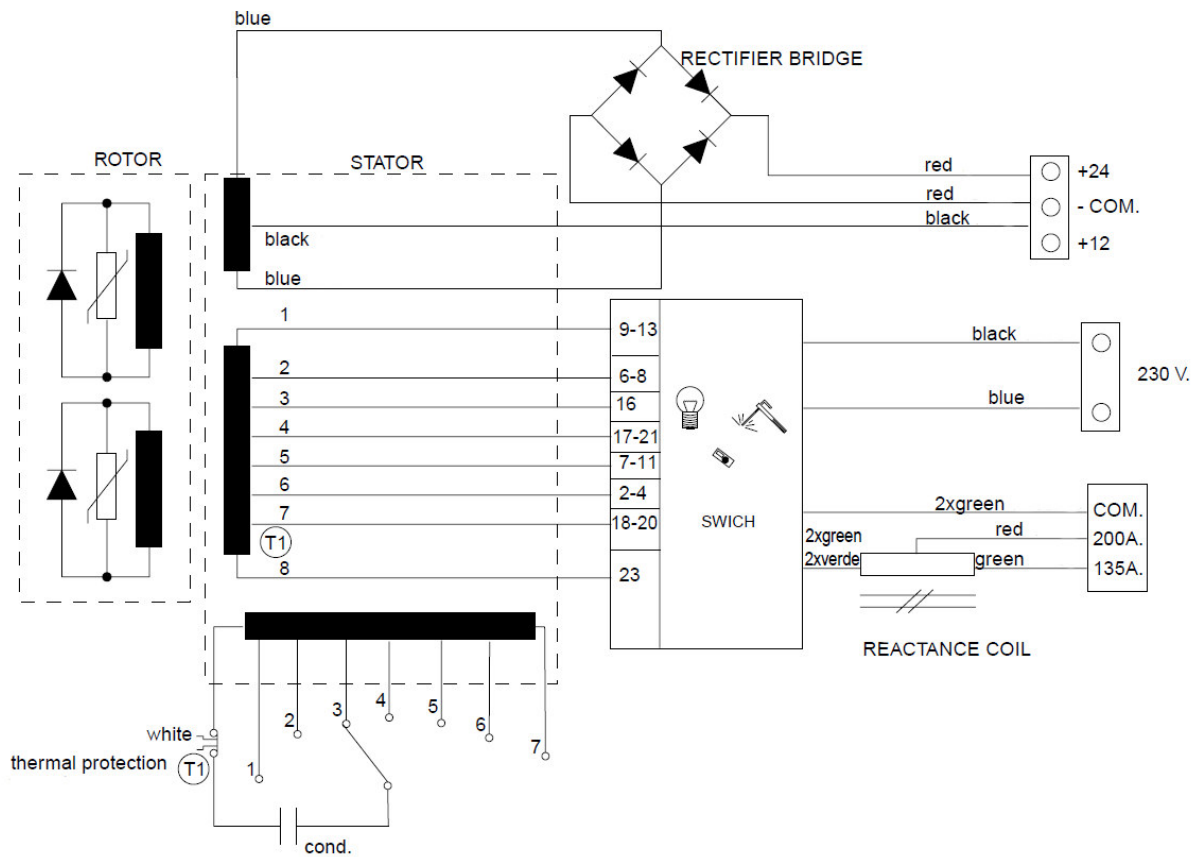 blue
RECTIFIER BRIDGE
ROTOR
STATOR
red
+24
red
- COM.
black
+12
black
blue
1
9-13
black
2
6-8
230 V.
3
16
blue
4
17-21
5
7-11
6
2-4
2xgreen
COM.
7
18-20
SWICH
red
200A.
T1
2xgreen
8
23
2xverde
green
135A.
REACTANCE COIL
white
thermal protection
T1
1
2
3
4
5
6
7
cond.